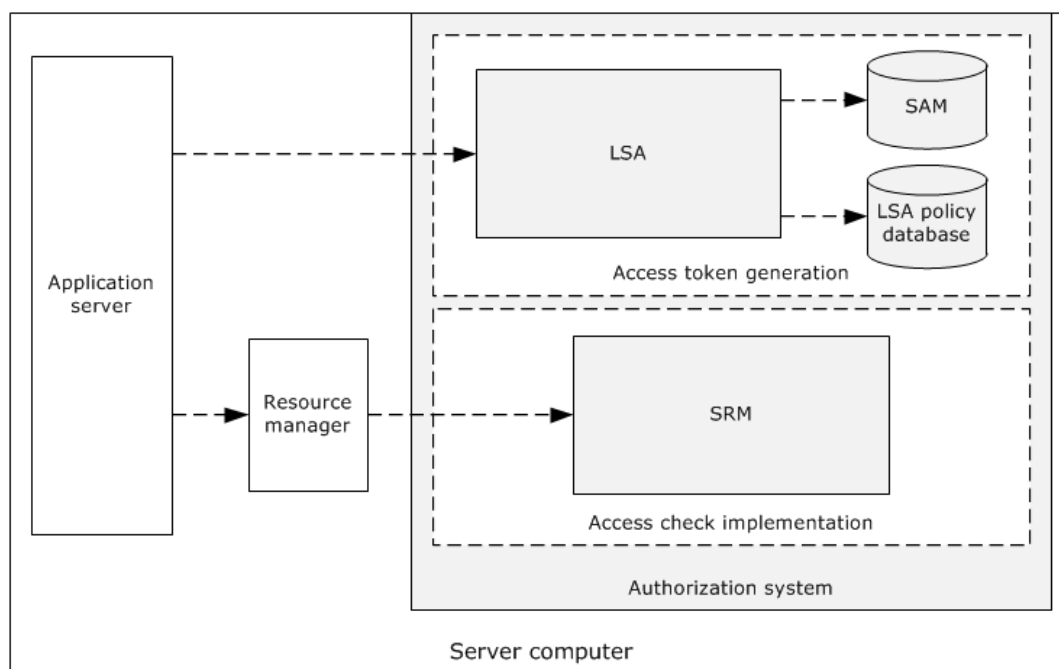 SAM
LSA
LSA policy
database
Access token generation
Application
server
Resource
manager
SRM
Access check implementation
Authorization system
Server computer